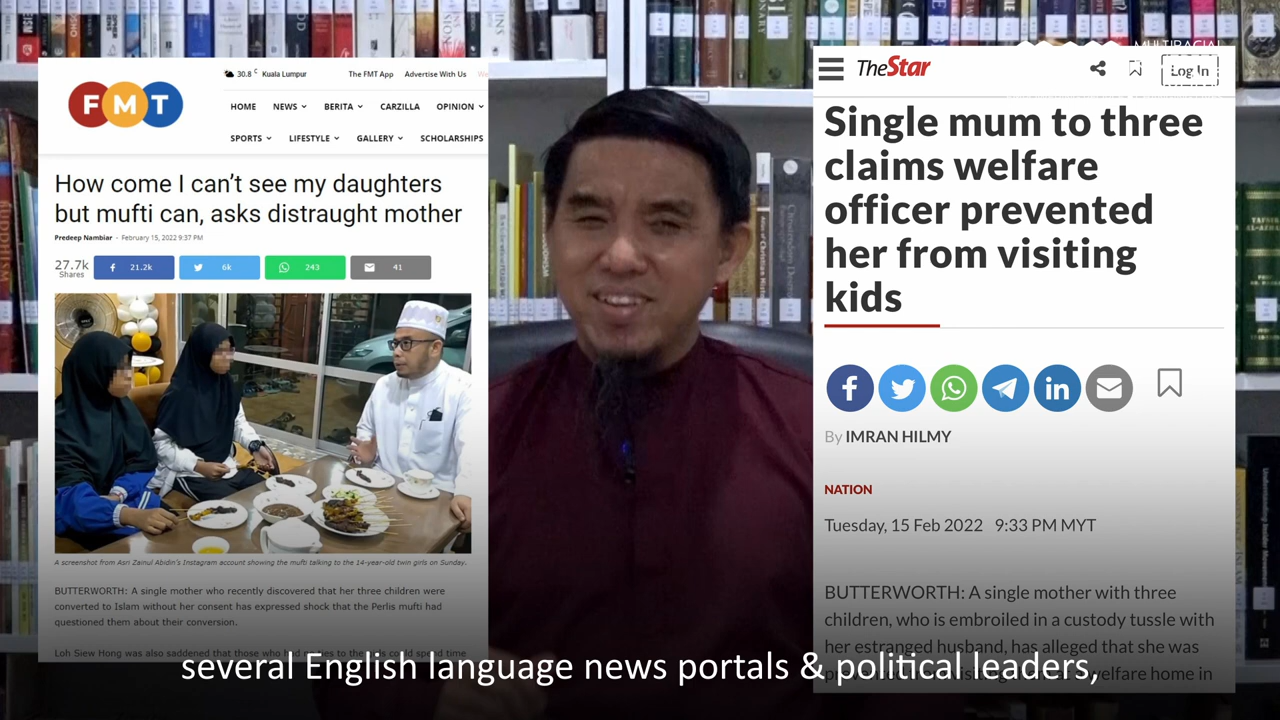 FMT
30.8 C Kuala Lumpur
The FMT App
Advertise With Us
HOME
NEWS
BERITA
CARZILLA
OPINION
SPORTS
LIFESTYLE
GALLERY
SCHOLARSHIPS
How come I can’t see my daughters
but mufti can, asks distraught mother
Predeep Nambiar - February 15, 2022 9:37 PM
27.7k
Shares
21.2k
6k
243
41
A screenshot from Asri Zainul Abidin's Instagram account showing the mufti talking to the 14-year-old twin girls on Sunday.
BUTTERWORTH: A single mother who recently discovered that her three children were
converted to Islam without her consent has expressed shock that the Perlis mufti had
questioned them about their conversion.
Loh Siew Hong was also saddened that those who had
MULTIRACIAL
TheStar
Log In
Single mum to three
claims welfare
officer prevented
her from visiting
kids
By IMRAN HILMY
NATION
Tuesday, 15 Feb 2022 9:33 PM MYT
BUTTERWORTH: A single mother with three
children, who is embroiled in a custody tussle with
her estranged husband, has alleged that she was
welfare home in
several English language news portals & political leaders,